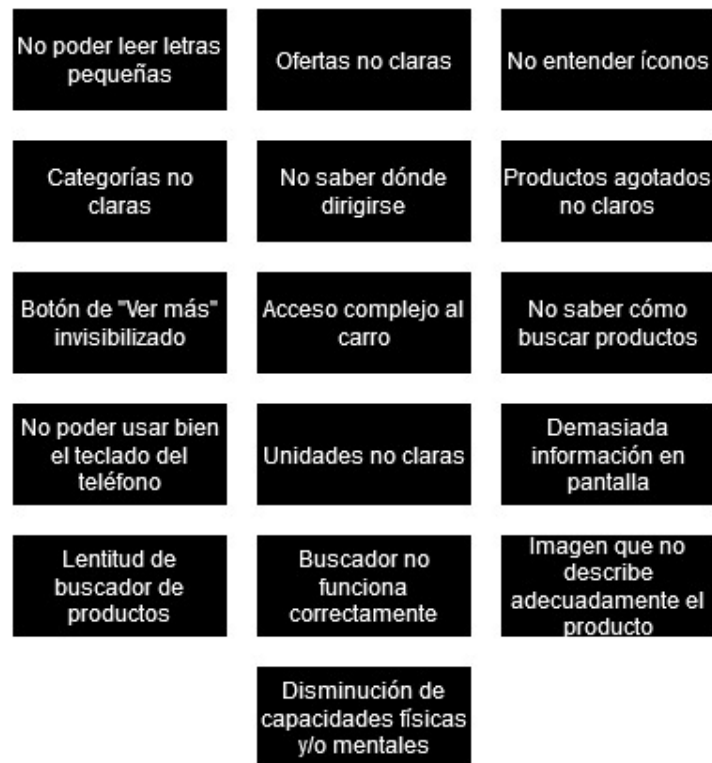 No poder leer letras
pequeñas
Ofertas no claras
No entender íconos
Categorías no
claras
No saber dónde
dirigirse
Productos agotados
no claros
Botón de "Ver más"
invisibilizado
Acceso complejo al
carro
No saber cómo
buscar productos
No poder usar bien
el teclado del
teléfono
Unidades no claras
Demasiada
información en
pantalla
Lentitud de
buscador de
productos
Buscador no
funciona
correctamente
Imagen que no
describe
adecuadamente el
producto
Disminución de
capacidades físicas
y/o mentales